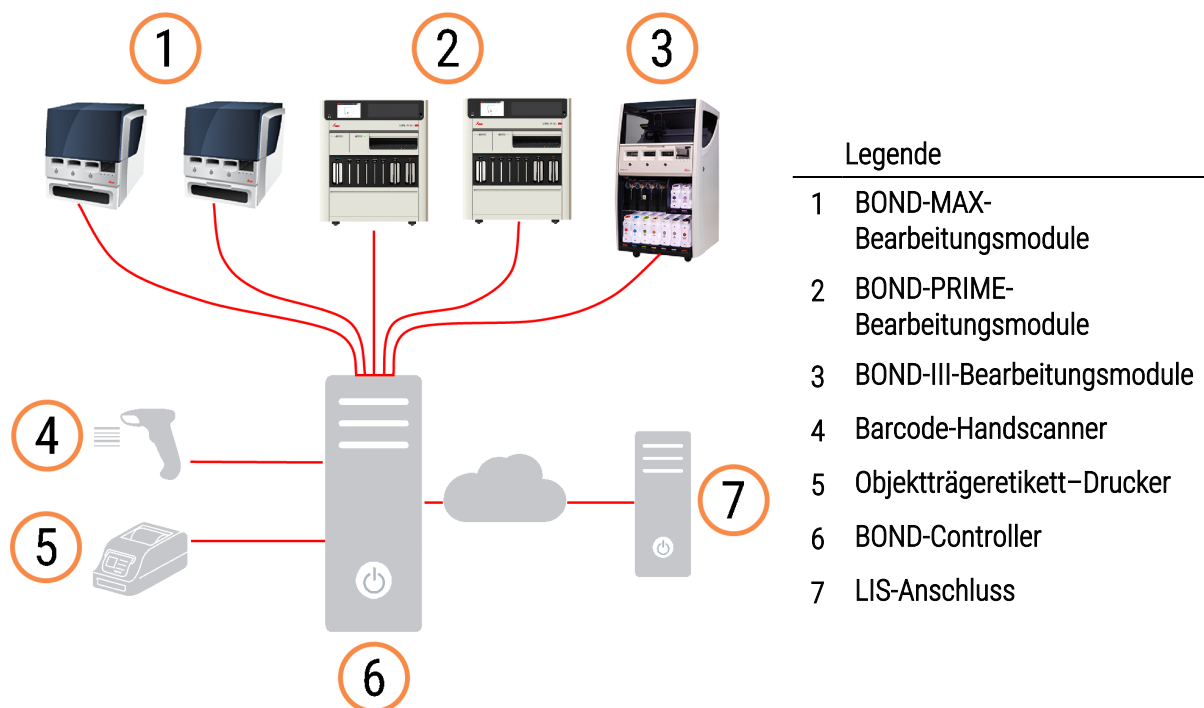 1
2
3
4
5
6
7
Legende
1 BOND-MAX-
Bearbeitungsmodule
2 BOND-PRIME-
Bearbeitungsmodule
3 BOND-III-Bearbeitungsmodule
4 Barcode-Handscanner
5 Objektträgeretikett–Drucker
6 BOND-Controller
7 LIS-Anschluss